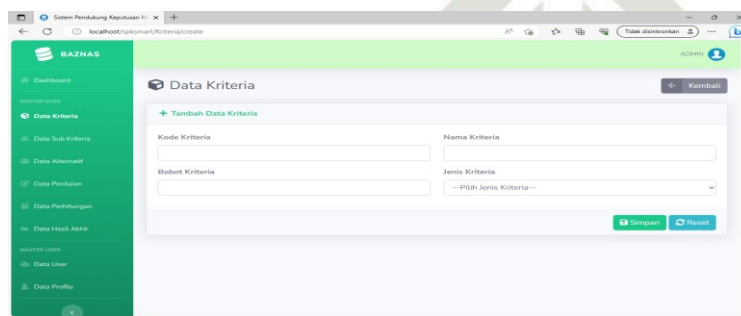 Sistem Pendukung Keputusan M
localhost/spksmart/Kriteria/create
Tidak disinkronkan
BAZNAS
ADMIN
Dashboard
MASTER DATA
Data Kriteria
Data Sub Kriteria
Data Alternatif
Data Penilaian
Data Perhitungan
Data Hasil Akhir
MASTER USER
Data User
Data Profile
Data Kriteria
Kembali
Tambah Data Kriteria
Kode Kriteria
Nama Kriteria
Bobot Kriteria
Jenis Kriteria
--Pilih Jenis Kriteria--
Simpan
Reset